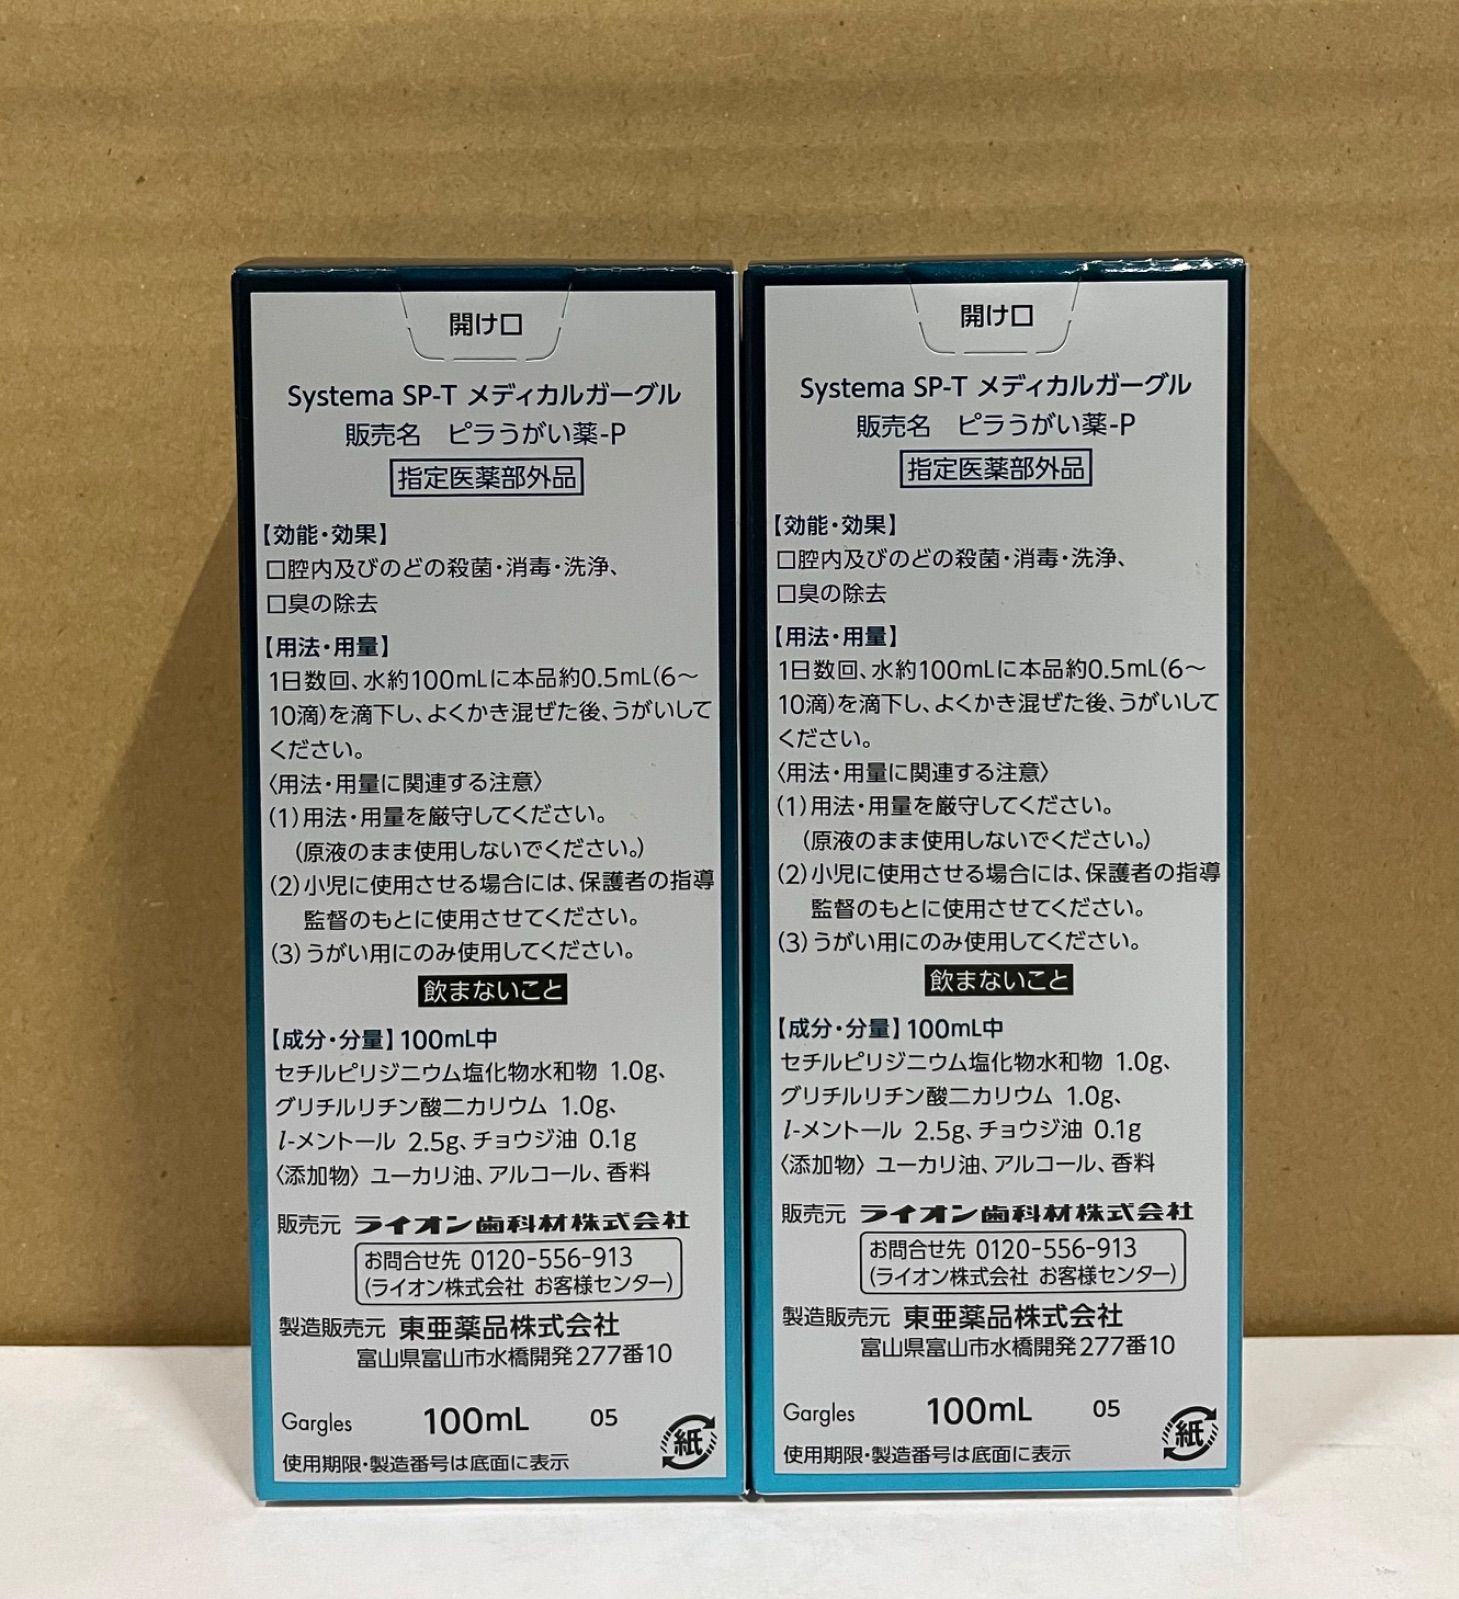 開け口
Systema SP-T メディカルガーグル
販売名　ピラうがい薬-P
指定医薬部外品
【効能・効果】
口腔内及びのどの殺菌・消毒・洗浄、
口臭の除去
【用法・用量】
1日数回、水約100mLに本品約0.5mL(6～
10滴)を滴下し、よくかき混ぜた後、うがいして
ください。
〈用法・用量に関連する注意〉
(1)用法・用量を厳守してください。
(原液のまま使用しないでください。)
(2)小児に使用させる場合には、保護者の指導
監督のもとに使用させてください。
(3)うがい用にのみ使用してください。
飲まないこと
【成分・分量】100mL中
セチルピリジニウム塩化物水和物 1.0g、
グリチルリチン酸二カリウム 1.0g、
l-メントール 2.5g、チョウジ油 0.1g
〈添加物〉ユーカリ油、アルコール、香料
販売元 ライオン歯科材株式会社
お問合せ先 0120-556-913
(ライオン株式会社 お客様センター)
製造販売元 東亜薬品株式会社
富山県富山市水橋開発277番10
Gargles 100mL 05
紙
使用期限・製造番号は底面に表示
開け口
Systema SP-T メディカルガーグル
販売名　ピラうがい薬-P
指定医薬部外品
【効能・効果】
口腔内及びのどの殺菌・消毒・洗浄、
口臭の除去
【用法・用量】
1日数回、水約100mLに本品約0.5mL(6～
10滴)を滴下し、よくかき混ぜた後、うがいして
ください。
〈用法・用量に関連する注意〉
(1)用法・用量を厳守してください。
(原液のまま使用しないでください。)
(2)小児に使用させる場合には、保護者の指導
監督のもとに使用させてください。
(3)うがい用にのみ使用してください。
飲まないこと
【成分・分量】100mL中
セチルピリジニウム塩化物水和物 1.0g、
グリチルリチン酸二カリウム 1.0g、
l-メントール 2.5g、チョウジ油 0.1g
〈添加物〉ユーカリ油、アルコール、香料
販売元 ライオン歯科材株式会社
お問合せ先 0120-556-913
(ライオン株式会社 お客様センター)
製造販売元 東亜薬品株式会社
富山県富山市水橋開発277番10
Gargles 100mL 05
紙
使用期限・製造番号は底面に表示